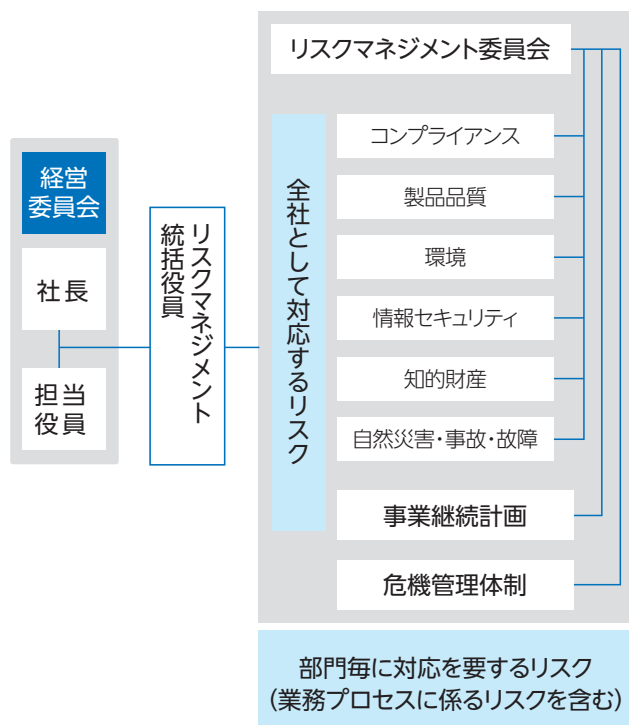 リスクマネジメント委員会
経営
委員会
社長
担当
役員
リスクマネジメント
統括役員
全社として対応するリスク
コンプライアンス
製品品質
環境
情報セキュリティ
知的財産
自然災害・事故・故障
事業継続計画
危機管理体制
部門毎に対応を要するリスク
(業務プロセスに係るリスクを含む)